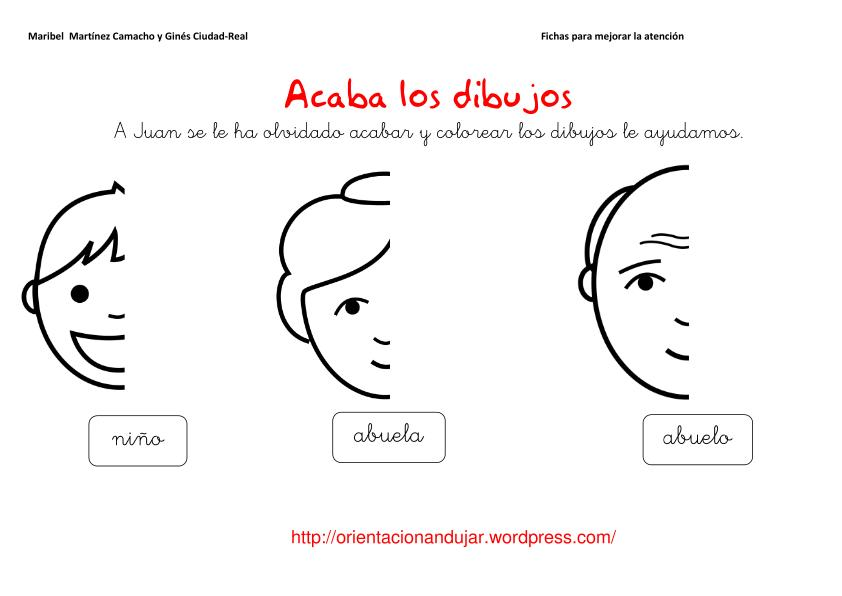 Maribel Martínez Camacho y Ginés Ciudad-Real
Fichas para mejorar la atención
Acaba los dibujos
A Juan se le ha olvidado acabar y colorear los dibujos le ayudamos.
niño
abuela
abuelo
http://orientacionandujar.wordpress.com/